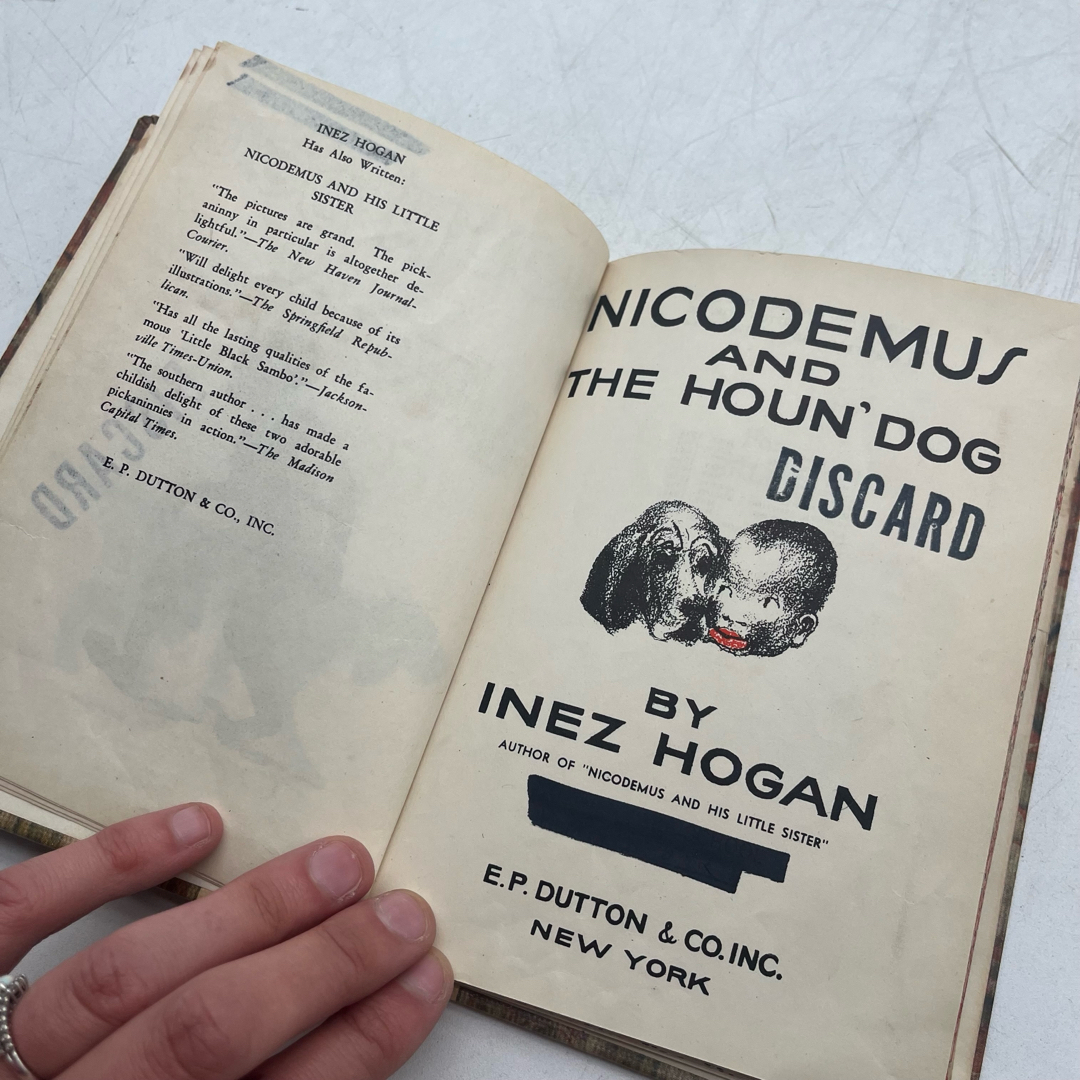 INEZ HOGAN
Has Also Written:
NICODEMUS AND HIS LITTLE
SISTER
"The pictures are grand. The pick-
aninny in particular is altogether de-
lightful."—The New Haven Journal-
Courier.
"Will delight every child because of its
illustrations."—The Springfield Repub-
lican.
"Has all the lasting qualities of the fa-
mous 'Little Black Sambo'."—Jackson-
ville Times-Union.
"The southern author . . . has made a
childish delight of these two adorable
pickaninnies in action."—The Madison
Capital Times.
E. P. DUTTON & CO., INC.
NICODEMUS
AND
THE HOUN' DOG
DISCARD
BY
INEZ HOGAN
AUTHOR OF "NICODEMUS AND HIS LITTLE SISTER"
E.P. DUTTON & CO. INC.
NEW YORK